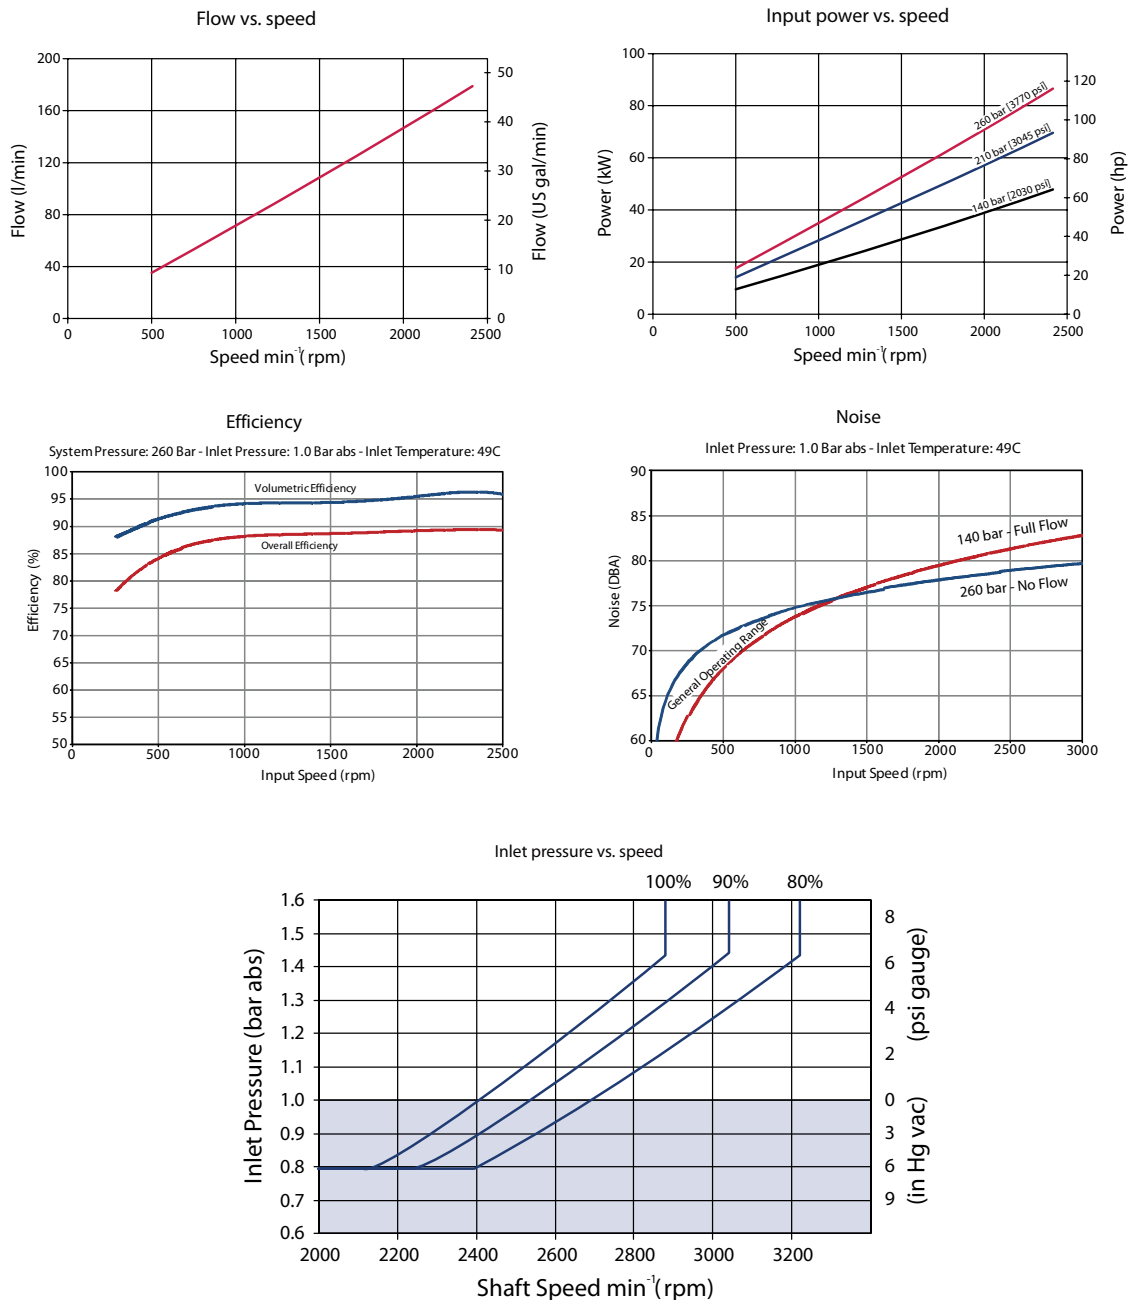 Flow vs. speed
200
160
120
80
40
0
50
40
30
20
10
0
0 500 1000 1500 2000 2500
Flow (l/min)
Flow (US gal/min)
Speed min⁻¹(rpm)
Input power vs. speed
100
80
60
40
20
0
120
100
80
60
40
20
0
0 500 1000 1500 2000 2500
Power (kW)
Power (hp)
260 bar [3770 psi]
210 bar [3045 psi]
140 bar [2030 psi]
Speed min⁻¹(rpm)
Efficiency
System Pressure: 260 Bar - Inlet Pressure: 1.0 Bar abs - Inlet Temperature: 49C
100
95
90
85
80
75
70
65
60
55
50
0 500 1000 1500 2000 2500
Efficiency (%)
Volumetric Efficiency
Overall Efficiency
Input Speed (rpm)
Noise
Inlet Pressure: 1.0 Bar abs - Inlet Temperature: 49C
90
85
80
75
70
65
60
0 500 1000 1500 2000 2500 3000
Noise (DBA)
140 bar - Full Flow
260 bar - No Flow
General Operating Range
Input Speed (rpm)
Inlet pressure vs. speed
100% 90% 80%
1.6
1.5
1.4
1.3
1.2
1.1
1.0
0.9
0.8
0.7
0.6
8
6
4
2
0
3
6
9
2000 2200 2400 2600 2800 3000 3200
Inlet Pressure (bar abs)
(psi gauge)
(in Hg vac)
Shaft Speed min⁻¹(rpm)